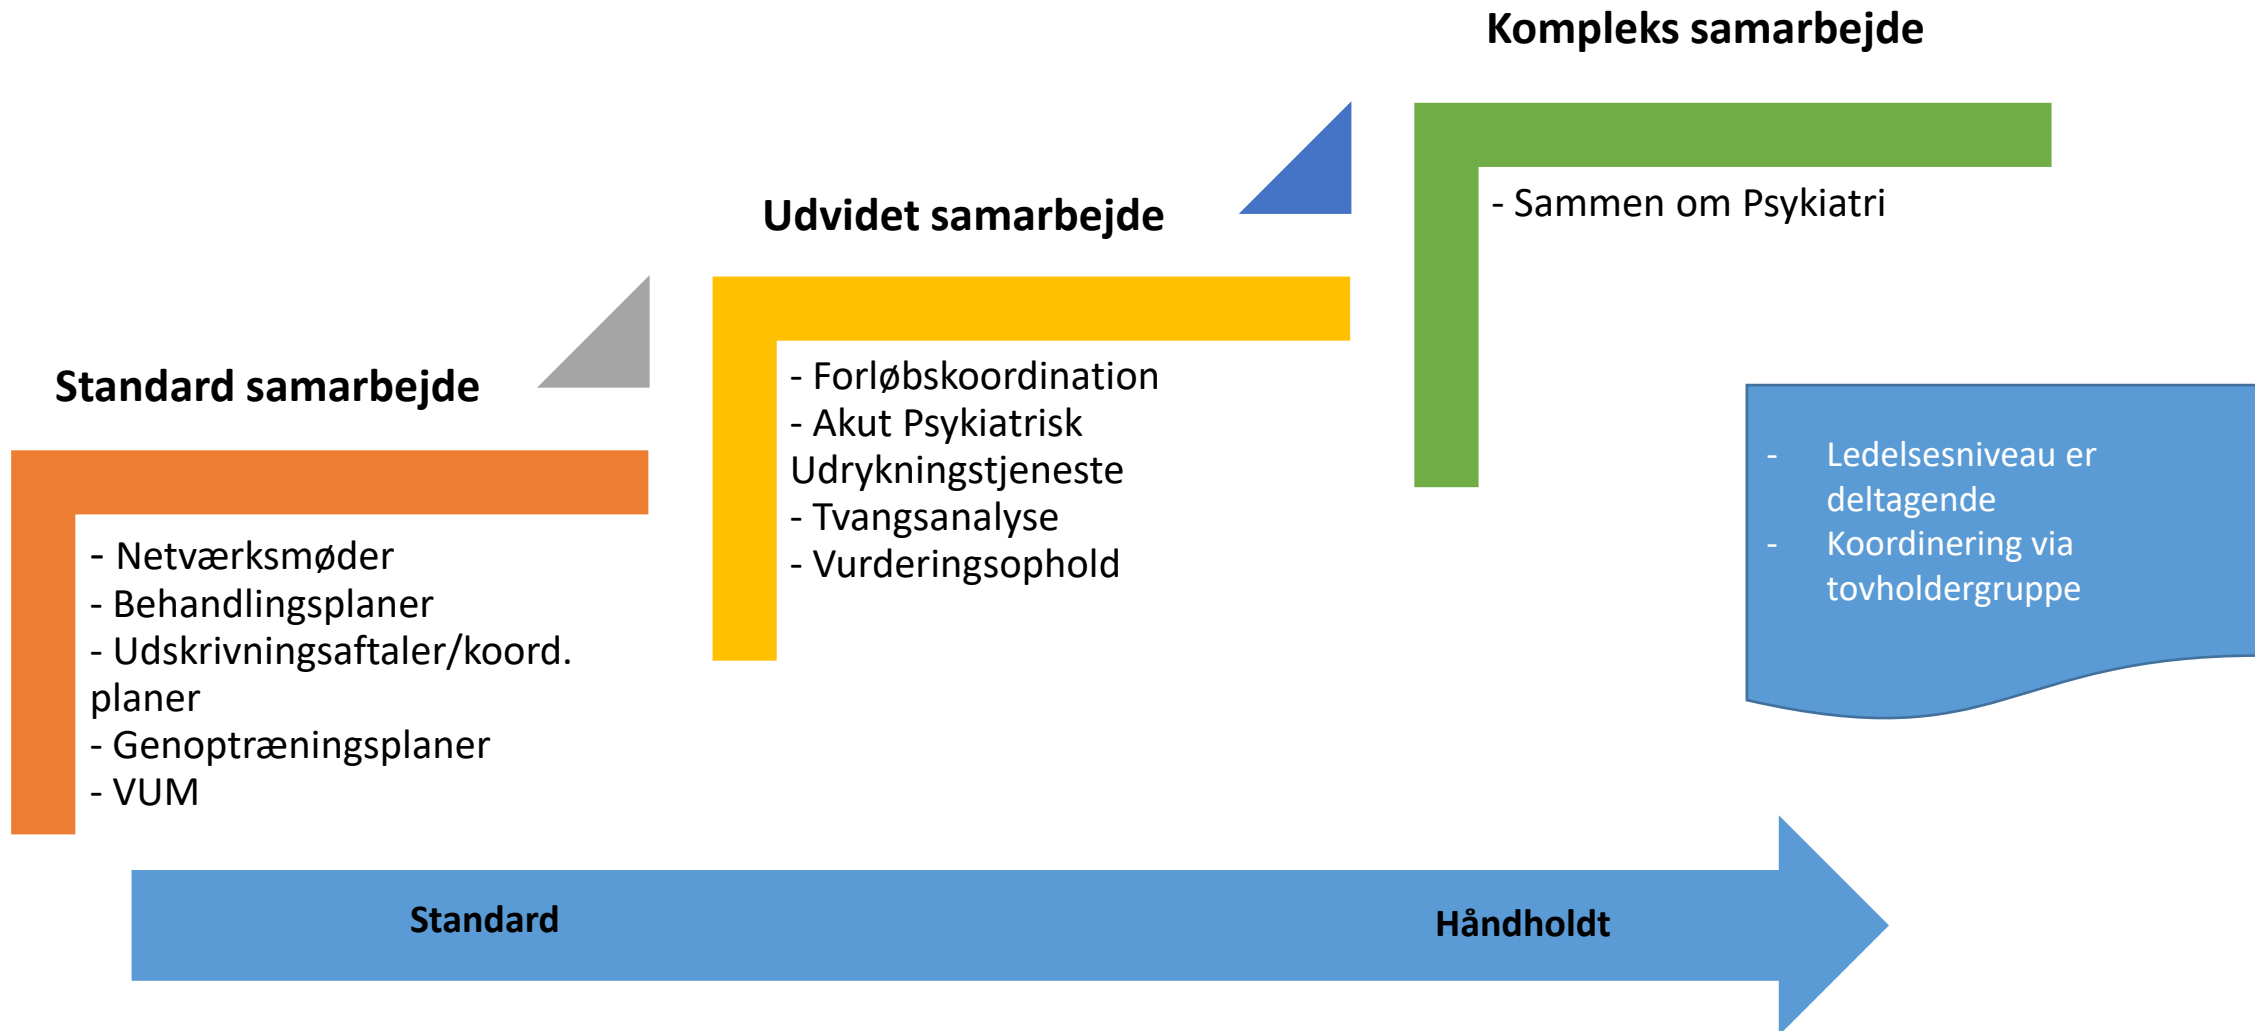 Kompleks samarbejde
- Sammen om Psykiatri
Udvidet samarbejde
- Forløbskoordination
- Akut Psykiatrisk
Udrykningstjeneste
- Tvangsanalyse
- Vurderingsophold
Standard samarbejde
- Netværksmøder
- Behandlingsplaner
- Udskrivningsaftaler/koord.
planer
- Genoptræningsplaner
- VUM
- Ledelsesniveau er
deltagende
- Koordinering via
tovholdergruppe
Standard
Håndholdt